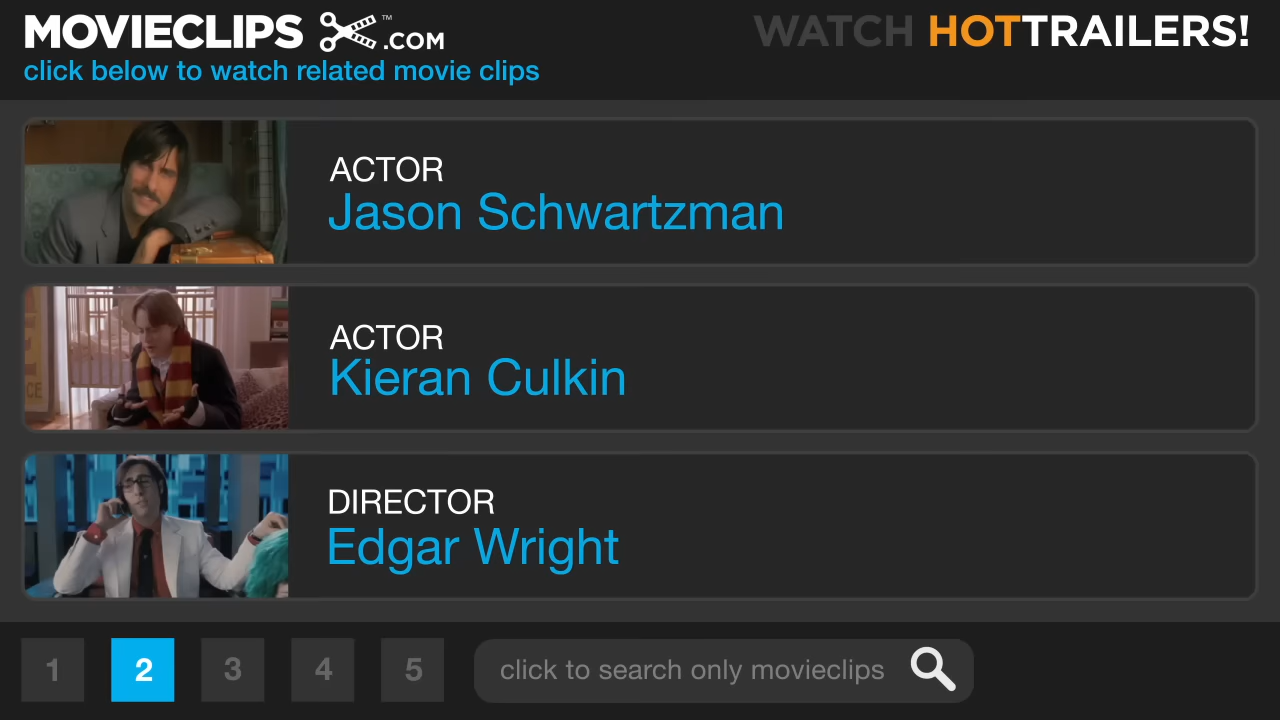 MOVIECLIPS ™ .COM
WATCH HOTTRAILERS!
click below to watch related movie clips
ACTOR
Jason Schwartzman
ACTOR
Kieran Culkin
DIRECTOR
Edgar Wright
1 2 3 4 5 click to search only movieclips